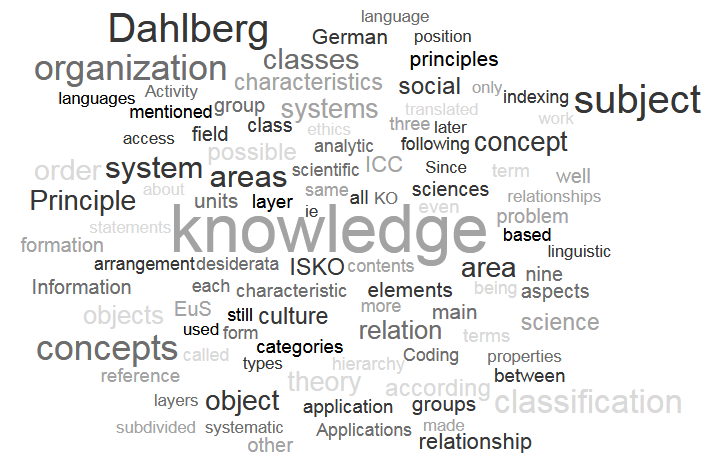 language
Dahlberg German position
organization classes principles
Activity characteristics social only
languages mentioned group systems indexing subject
translated work
access field class ethics three later
possible analytic following concept
order system areas scientific ICC Since term well
Principle about units layer same all KO sciences even relationships
statements knowledge ie problem
formation based
arrangement desiderata ISKO contents linguistic
Information each characteristic elements area nine
being aspects
objects EuS still culture more main science
used form relation terms
concepts called categories Coding properties
types hierarchy
reference theory according between
layers object application groups classification
subdivided systematic Applications made
other relationship